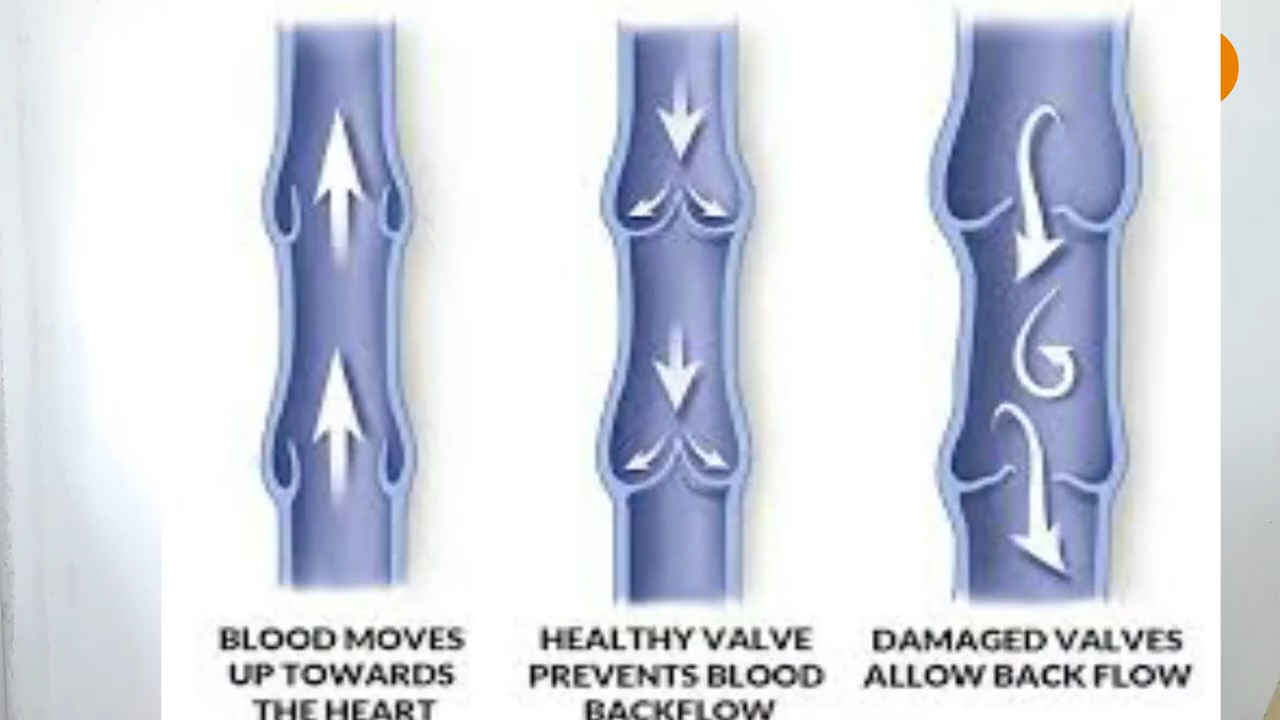 BLOOD MOVES
UP TOWARDS
THE HEART
HEALTHY VALVE
PREVENTS BLOOD
BACKFLOW
DAMAGED VALVES
ALLOW BACK FLOW